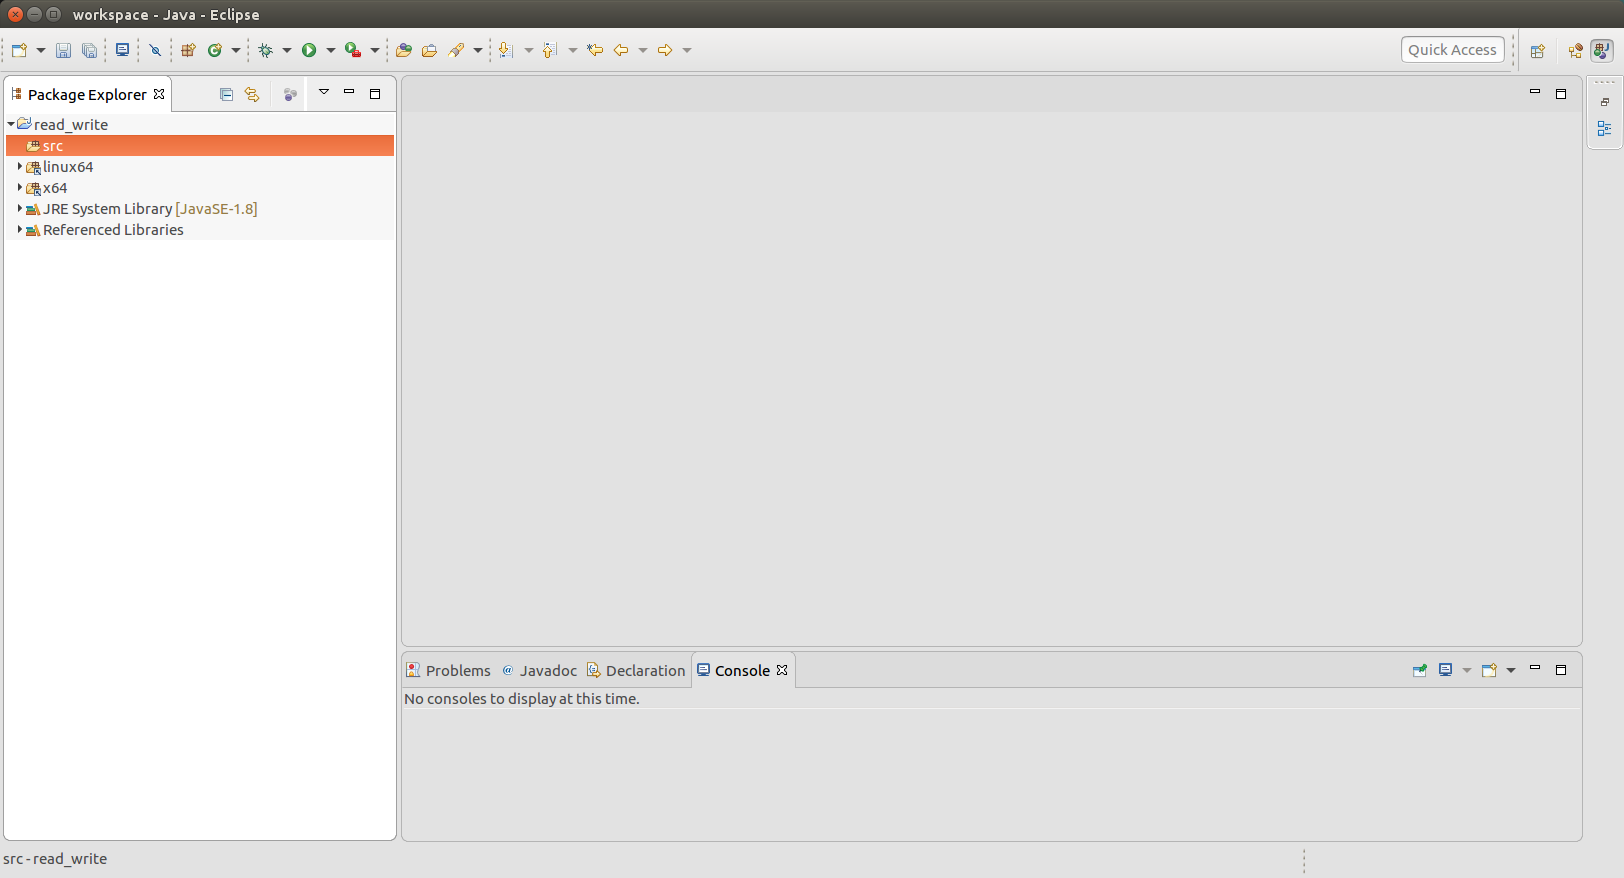 workspace - Java - Eclipse
Quick Access
Package Explorer
read_write
src
linux64
x64
JRE System Library [JavaSE-1.8]
Referenced Libraries
Problems @ Javadoc Declaration Console
No consoles to display at this time.
src - read_write